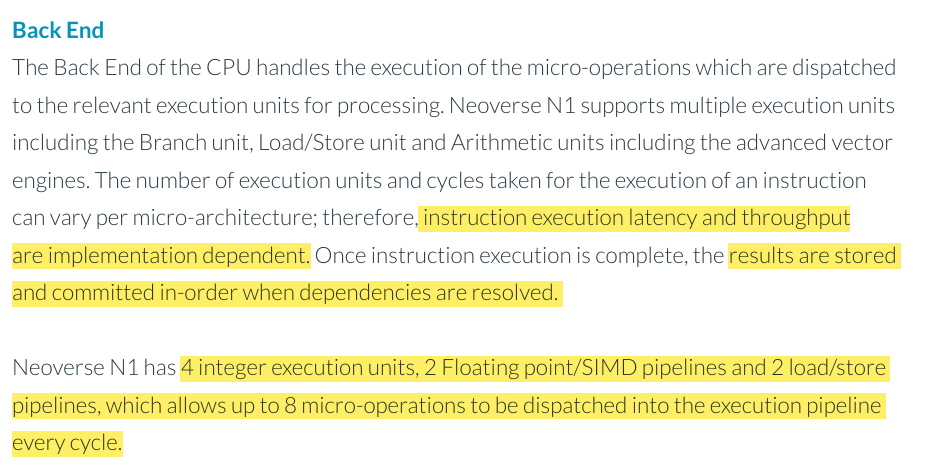 Back End
The Back End of the CPU handles the execution of the micro-operations which are dispatched
to the relevant execution units for processing. Neoverse N1 supports multiple execution units
including the Branch unit, Load/Store unit and Arithmetic units including the advanced vector
engines. The number of execution units and cycles taken for the execution of an instruction
can vary per micro-architecture; therefore, instruction execution latency and throughput
are implementation dependent. Once instruction execution is complete, the results are stored
and committed in-order when dependencies are resolved.
Neoverse N1 has 4 integer execution units, 2 Floating point/SIMD pipelines and 2 load/store
pipelines, which allows up to 8 micro-operations to be dispatched into the execution pipeline
every cycle.